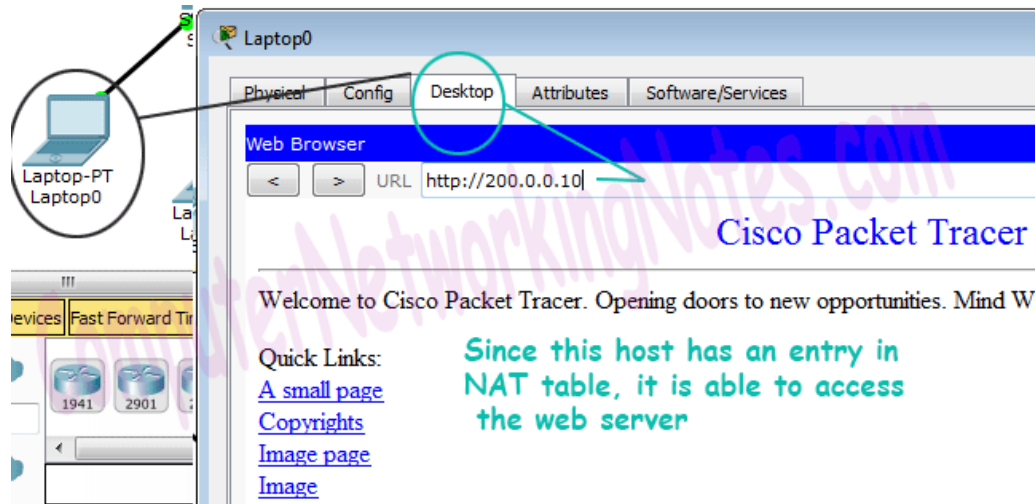 Laptop0
Physical Config Desktop Attributes Software/Services
Web Browser
< > URL http://200.0.0.10
Laptop-PT
Laptop0
La
Cisco Packet Tracer
Welcome to Cisco Packet Tracer. Opening doors to new opportunities. Mind W
evices Fast Forward Tir
Quick Links:
A small page
Copyrights
Image page
Image
Since this host has an entry in
NAT table, it is able to access
the web server
1941 2901
ComputerNetworkingNotes.com